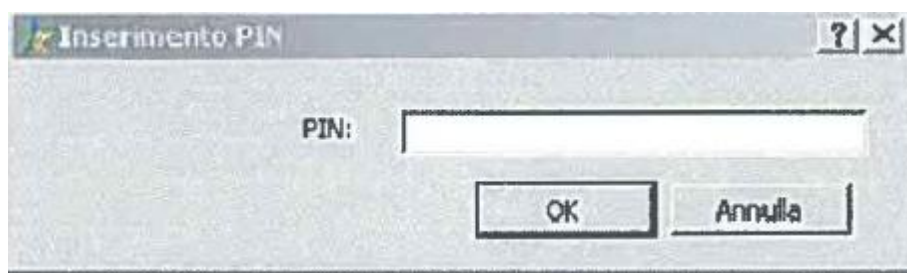 Inserimento PIN
? ×
PIN:
OK
Annulla